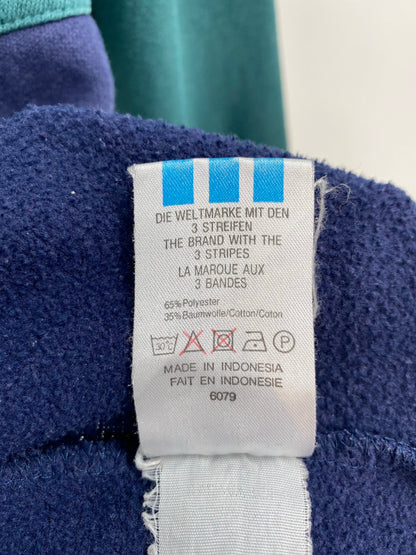 DIE WELTMARKE MIT DEN
3 STREIFEN
THE BRAND WITH THE
3 STRIPES
LA MARQUE AUX
3 BANDES
65% Polyester
35% Baumwolle/Cotton/Coton
30°C P
MADE IN INDONESIA
FAIT EN INDONESIE
6079